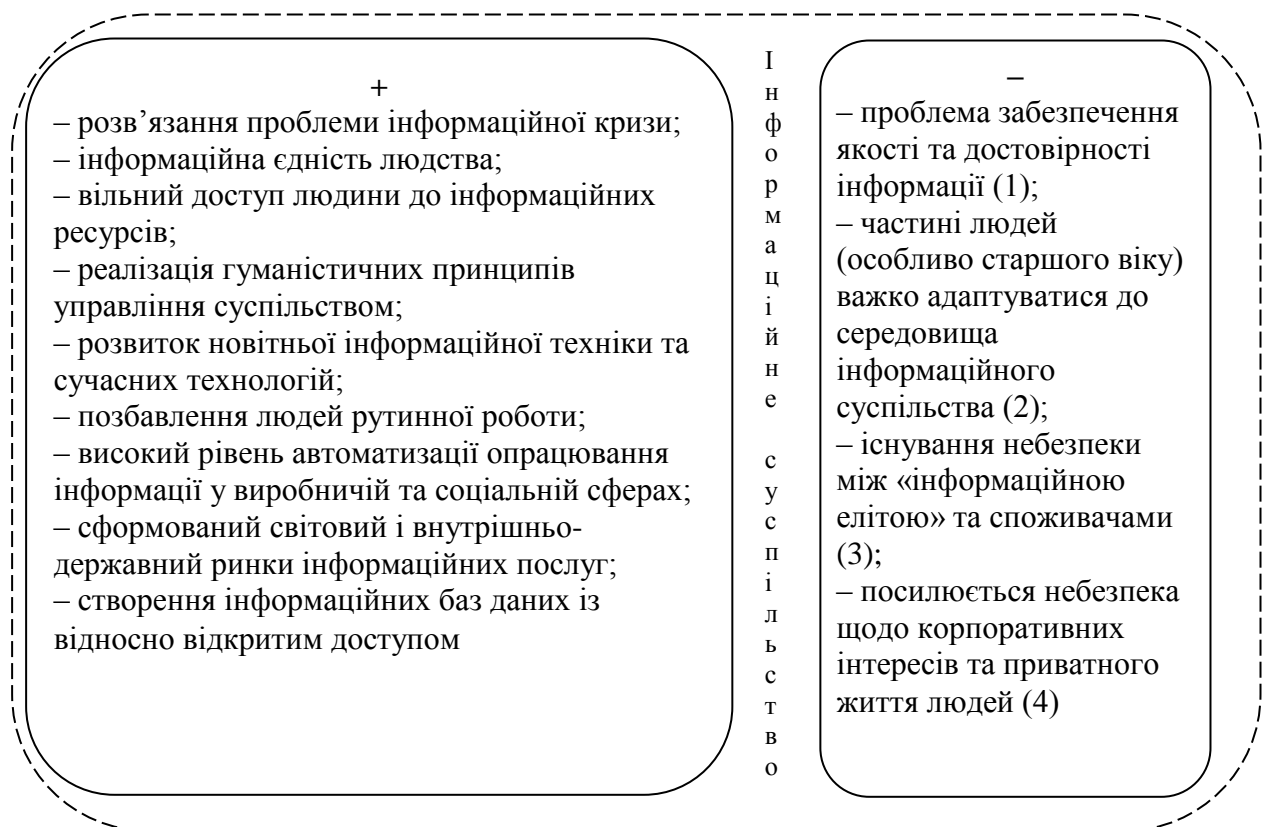 +
– розв’язання проблеми інформаційної кризи;
– інформаційна єдність людства;
– вільний доступ людини до інформаційних
ресурсів;
– реалізація гуманістичних принципів
управління суспільством;
– розвиток новітньої інформаційної техніки та
сучасних технологій;
– позбавлення людей рутинної роботи;
– високий рівень автоматизації опрацювання
інформації у виробничій та соціальній сферах;
– сформований світовий і внутрішньо-
державний ринки інформаційних послуг;
– створення інформаційних баз даних із
відносно відкритим доступом
Інформаційне суспільство
–
– проблема забезпечення
якості та достовірності
інформації (1);
– частині людей
(особливо старшого віку)
важко адаптуватися до
середовища
інформаційного
суспільства (2);
– існування небезпеки
між «інформаційною
елітою» та споживачами
(3);
– посилюється небезпека
щодо корпоративних
інтересів та приватного
життя людей (4)